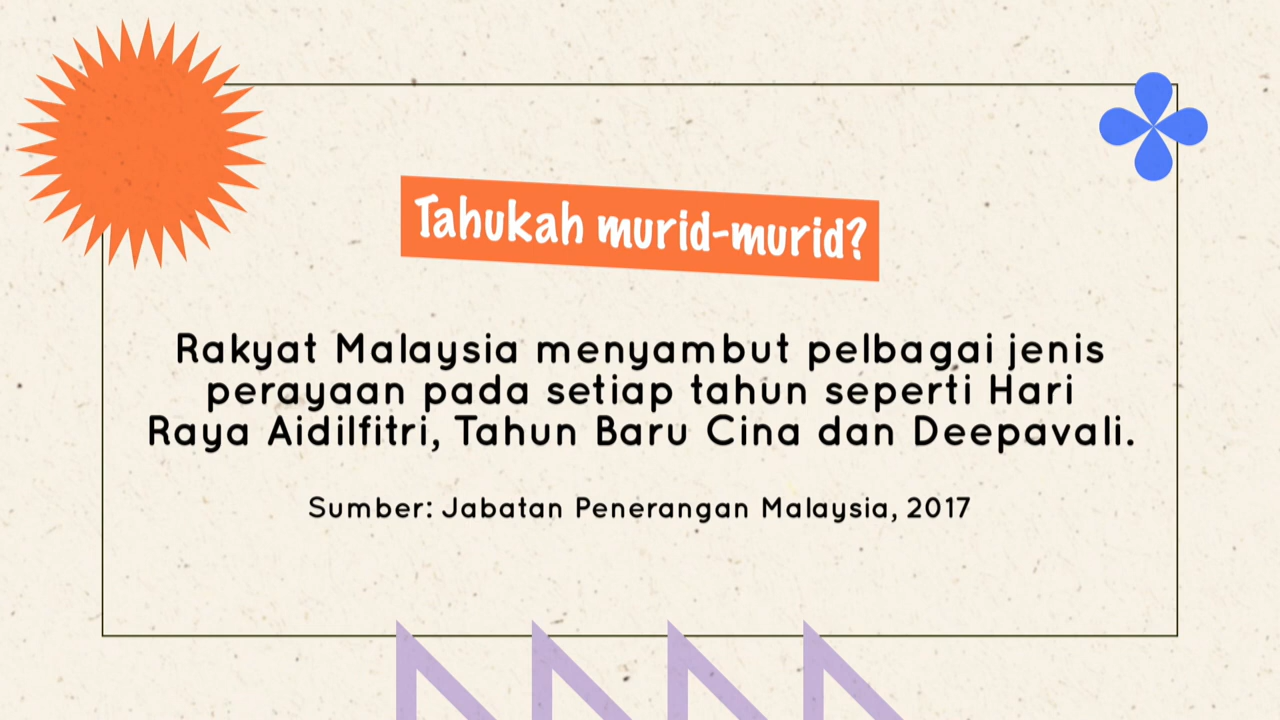 Tahukah murid-murid?
Rakyat Malaysia menyambut pelbagai jenis
perayaan pada setiap tahun seperti Hari
Raya Aidilfitri, Tahun Baru Cina dan Deepavali.
Sumber: Jabatan Penerangan Malaysia, 2017